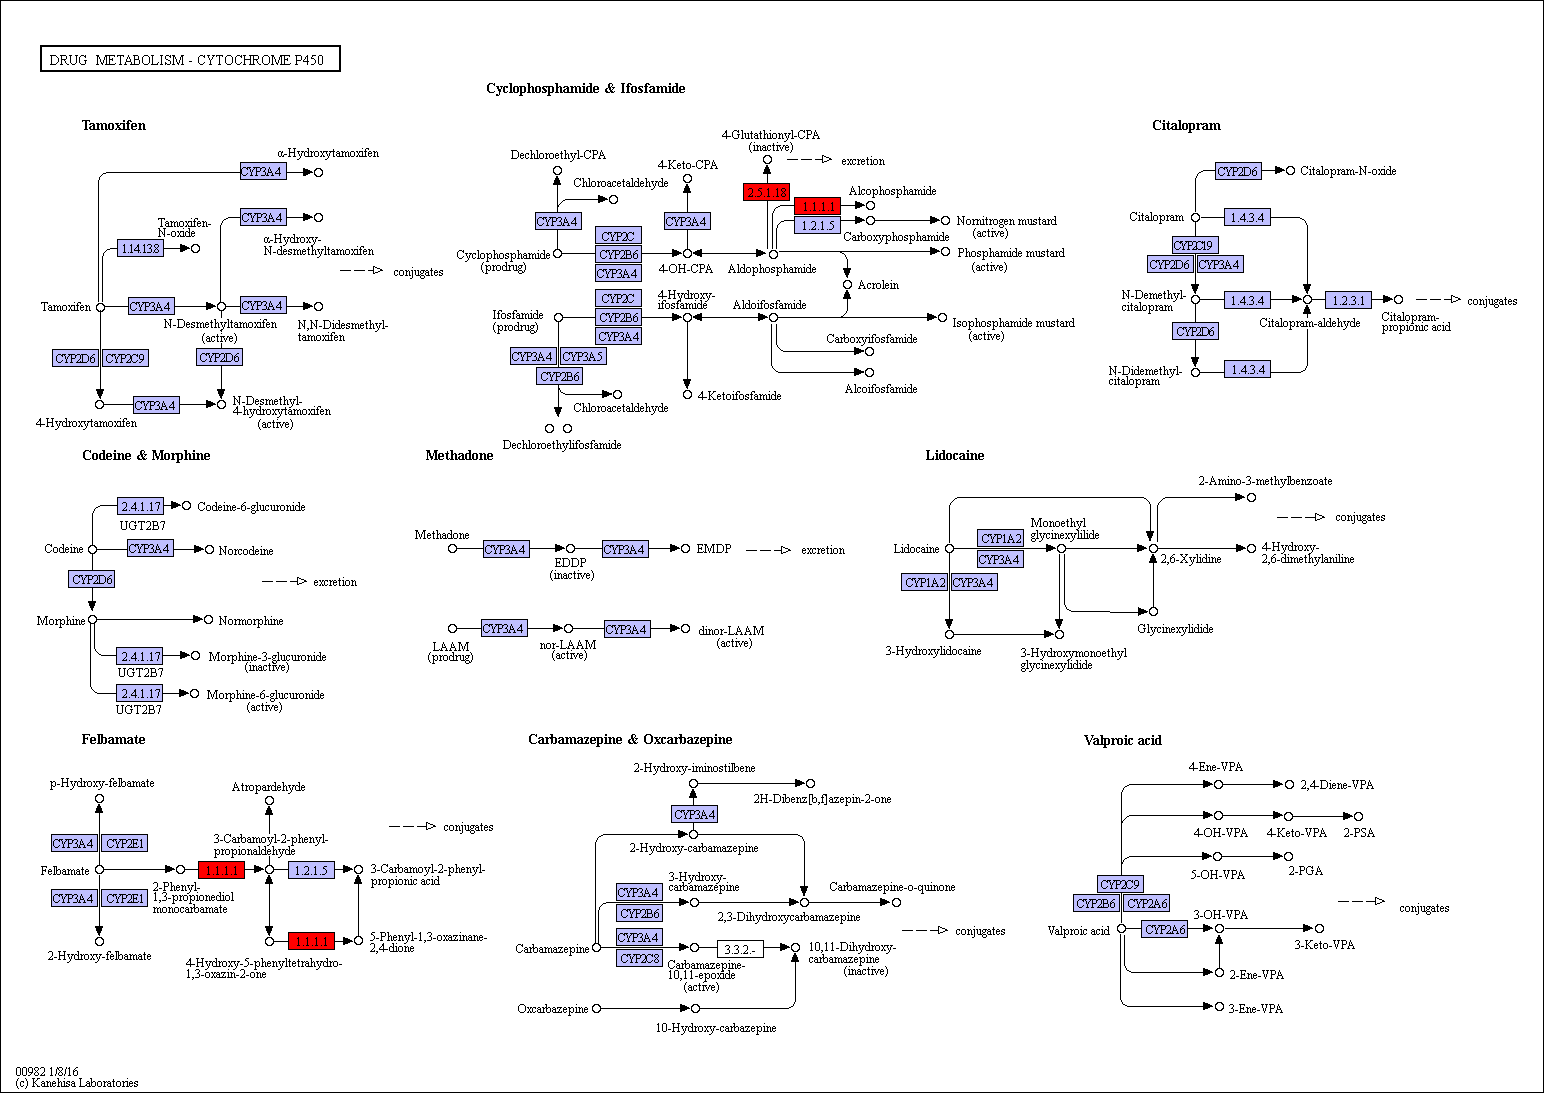 DRUG METABOLISM - CYTOCHROME P450
Cyclophosphamide & Ifosfamide
Tamoxifen
α-Hydroxytamoxifen
CYP3A4
CYP3A4
Tamoxifen-
N-oxide
1.14.13.8
α-Hydroxy-
N-desmethyltamoxifen
conjugates
Tamoxifen
CYP3A4
CYP3A4
N-Desmethyltamoxifen
(active)
N,N-Didesmethyl-
tamoxifen
CYP2D6
CYP2C9
CYP2D6
CYP3A4
N-Desmethyl-
4-hydroxytamoxifen
(active)
4-Hydroxytamoxifen
Dechloroethyl-CPA
Chloroacetaldehyde
4-Keto-CPA
4-Glutathionyl-CPA
(inactive)
excretion
2.5.1.18
Alcophosphamide
1.1.1.1
1.2.1.5
Nornitrogen mustard
(active)
Carboxyphosphamide
CYP3A4
CYP3A4
CYP2C
CYP2B6
CYP3A4
Cyclophosphamide
(prodrug)
4-OH-CPA
Aldophosphamide
Phosphamide mustard
(active)
Acrolein
CYP2C
CYP2B6
CYP3A4
4-Hydroxy-
ifosfamide
Aldoifosfamide
Ifosfamide
(prodrug)
Isophosphamide mustard
(active)
Carboxyifosfamide
CYP3A4
CYP3A5
CYP2B6
Alcoifosfamide
4-Ketoifosfamide
Chloroacetaldehyde
Dechloroethylifosfamide
Citalopram
CYP2D6
Citalopram-N-oxide
Citalopram
1.4.3.4
CYP2C19
CYP2D6
CYP3A4
N-Demethyl-
citalopram
1.4.3.4
1.2.3.1
conjugates
Citalopram-aldehyde
Citalopram-
propionic acid
CYP2D6
N-Didemethyl-
citalopram
1.4.3.4
Codeine & Morphine
2.4.1.17
Codeine-6-glucuronide
UGT2B7
Codeine
CYP3A4
Norcodeine
CYP2D6
excretion
Morphine
Normorphine
2.4.1.17
Morphine-3-glucuronide
(inactive)
UGT2B7
2.4.1.17
Morphine-6-glucuronide
(active)
UGT2B7
Methadone
Methadone
CYP3A4
CYP3A4
EMDP
excretion
EDDP
(inactive)
CYP3A4
CYP3A4
dinor-LAAM
(active)
LAAM
(prodrug)
nor-LAAM
(active)
Lidocaine
2-Amino-3-methylbenzoate
conjugates
Monoethyl
glycinexylilide
CYP1A2
CYP3A4
Lidocaine
2,6-Xylidine
4-Hydroxy-
2,6-dimethylaniline
CYP1A2
CYP3A4
Glycinexylidide
3-Hydroxylidocaine
3-Hydroxymonoethyl
glycinexylidide
Felbamate
p-Hydroxy-felbamate
Atropardehyde
conjugates
CYP3A4
CYP2E1
3-Carbamoyl-2-phenyl-
propionaldehyde
Felbamate
1.1.1.1
1.2.1.5
3-Carbamoyl-2-phenyl-
propionic acid
CYP3A4
CYP2E1
2-Phenyl-
1,3-propionediol
monocarbamate
2-Hydroxy-felbamate
1.1.1.1
5-Phenyl-1,3-oxazinane-
2,4-dione
4-Hydroxy-5-phenyltetrahydro-
1,3-oxazin-2-one
Carbamazepine & Oxcarbazepine
2-Hydroxy-iminostilbene
2H-Dibenz[b,f]azepin-2-one
CYP3A4
2-Hydroxy-carbamazepine
3-Hydroxy-
carbamazepine
CYP3A4
CYP2B6
Carbamazepine-o-quinone
2,3-Dihydroxycarbamazepine
conjugates
CYP3A4
CYP2C8
Carbamazepine
3.3.2.-
10,11-Dihydroxy-
carbamazepine
(inactive)
Carbamazepine-
10,11-epoxide
(active)
Oxcarbazepine
10-Hydroxy-carbazepine
Valproic acid
4-Ene-VPA
2,4-Diene-VPA
4-OH-VPA
4-Keto-VPA
2-PSA
5-OH-VPA
2-PGA
CYP2C9
CYP2B6
CYP2A6
conjugates
3-OH-VPA
Valproic acid
CYP2A6
3-Keto-VPA
2-Ene-VPA
3-Ene-VPA
00982 1/8/16
(c) Kanehisa Laboratories